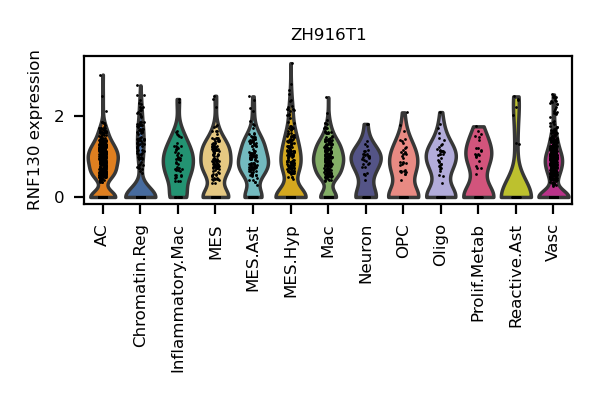 ZH916T1
RNF130 expression
2
0
AC
Chromatin.Reg
Inflammatory.Mac
MES
MES.Ast
MES.Hyp
Mac
Neuron
OPC
Oligo
Prolif.Metab
Reactive.Ast
Vasc